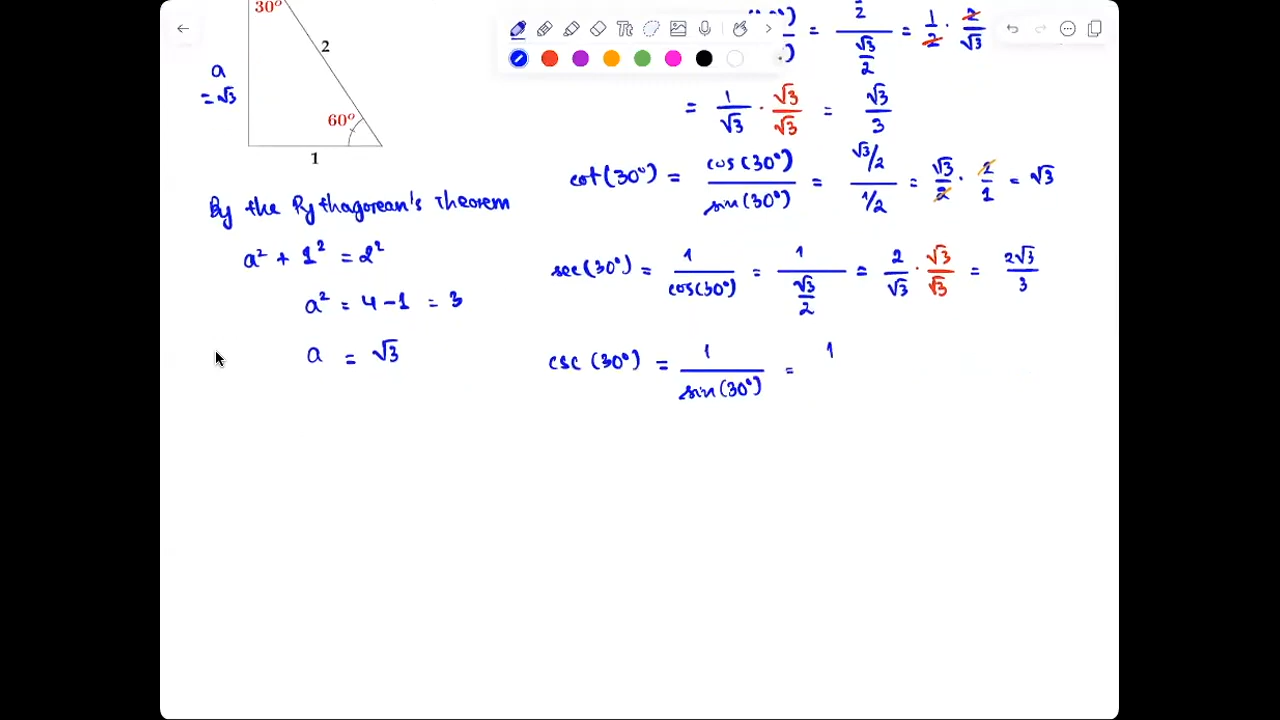 30°
2
a
= √3
60°
1
By the Pythagorean's Theorem
a² + 1² = 2²
a² = 4 - 1 = 3
a = √3
= 2 / (√3/2) = 1/2 · 2/√3
= 1/√3 · √3/√3 = √3/3
cot(30°) = cos(30°)/sin(30°) = (√3/2)/(1/2) = √3/2 · 2/1 = √3
sec(30°) = 1/cos(30°) = 1/(√3/2) = 2/√3 · √3/√3 = 2√3/3
csc(30°) = 1/sin(30°) = 1